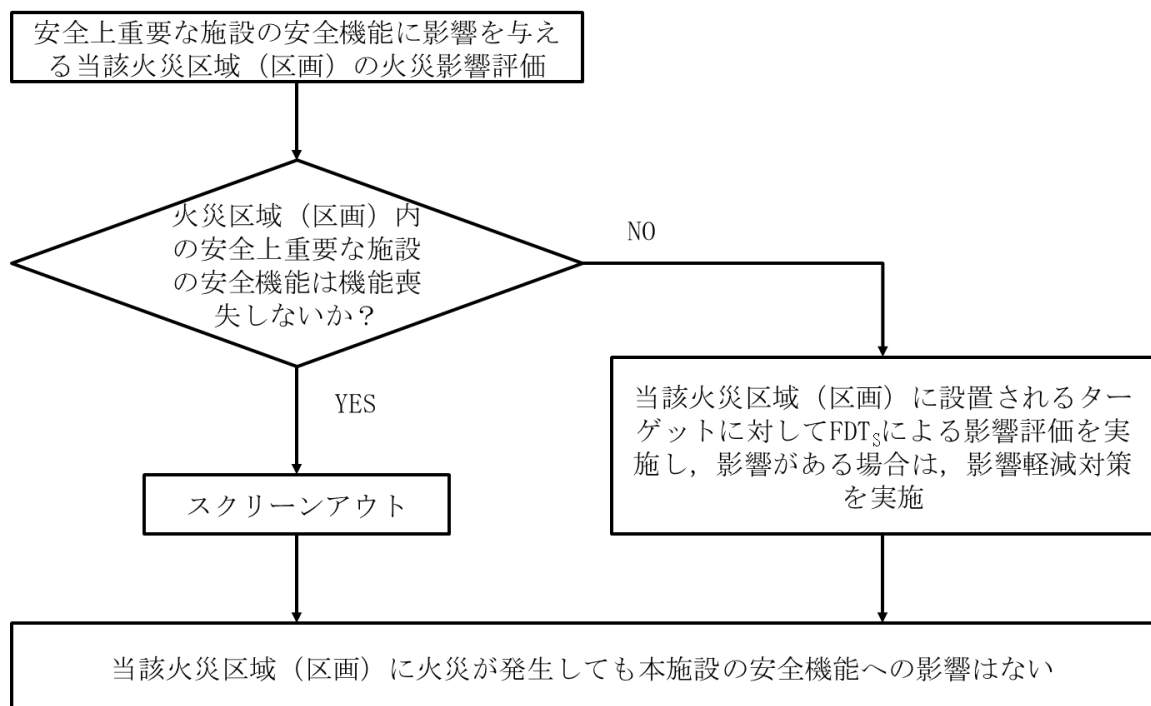 安全上重要な施設の安全機能に影響を与え
る当該火災区域（区画）の火災影響評価
火災区域（区画）内
の安全上重要な施設
の安全機能は機能喪
失しないか？
NO
YES
当該火災区域（区画）に設置されるター
ゲットに対してFDTSによる影響評価を実
施し，影響がある場合は，影響軽減対策
を実施
スクリーンアウト
当該火災区域（区画）に火災が発生しても本施設の安全機能への影響はない